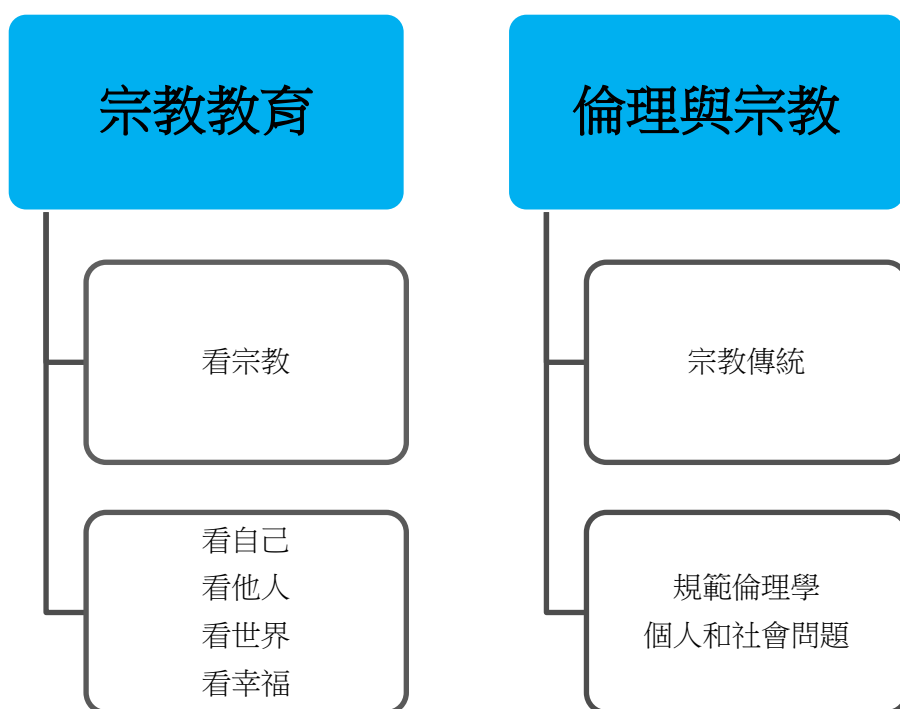 宗教教育
看宗教
看自己
看他人
看世界
看幸福
倫理與宗教
宗教傳統
規範倫理學
個人和社會問題